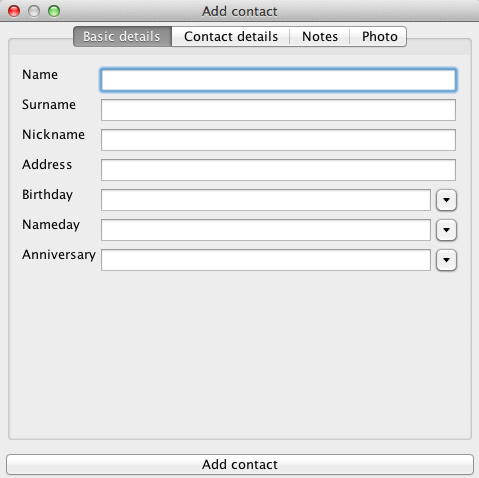 Add contact
Basic details Contact details Notes Photo
Name
Surname
Nickname
Address
Birthday
Nameday
Anniversary
Add contact